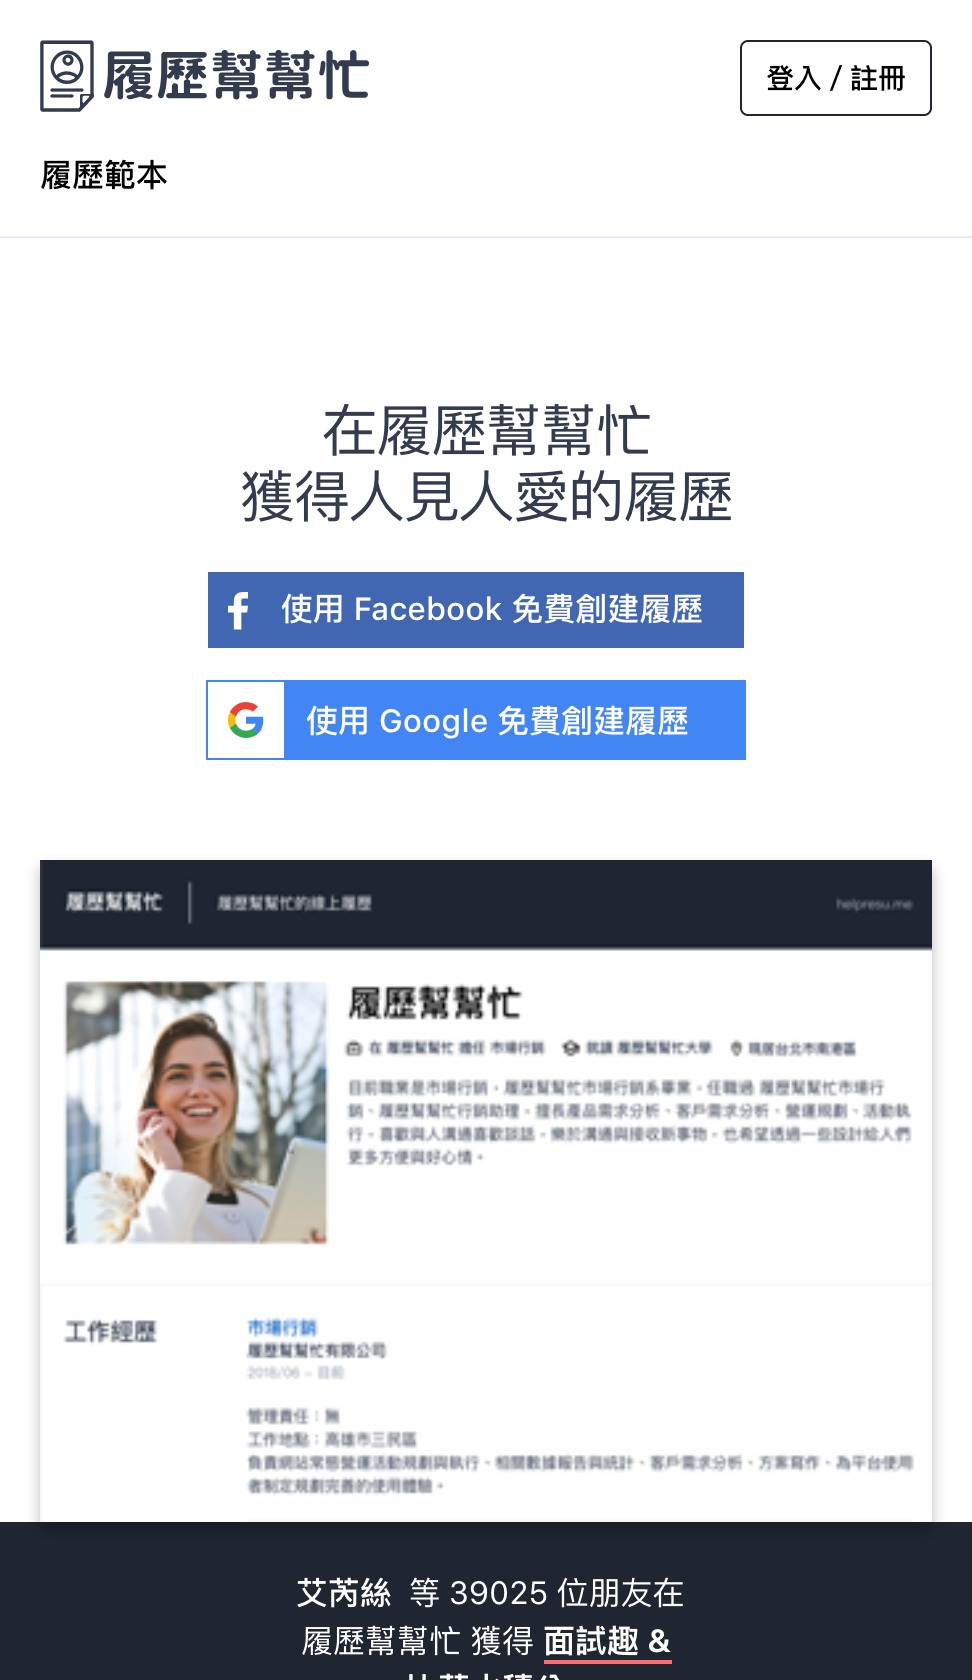 履歷幫幫忙
登入 / 註冊
履歷範本
在履歷幫幫忙
獲得人見人愛的履歷
使用 Facebook 免費創建履歷
使用 Google 免費創建履歷
履歷幫幫忙
履歷幫幫忙的線上履歷
helpresu.me
履歷幫幫忙
在 履歷幫幫忙 擔任 市場行銷
就讀 履歷幫幫忙大學
現居台北市南港區
目前職業是市場行銷，履歷幫幫忙市場行銷系畢業。任職過 履歷幫幫忙市場行
銷、履歷幫幫忙行銷助理。擅長產品需求分析、客戶需求分析、營運規劃、活動執
行。喜歡與人溝通喜歡談話，樂於溝通與接收新事物，也希望透過一些設計給人們
更多方便與好心情。
工作經歷
市場行銷
履歷幫幫忙有限公司
2018/06 – 目前
管理責任：無
工作地點：高雄市三民區
負責網站常態營運活動規劃與執行、相關數據報告與統計、客戶需求分析、方案寫作、為平台使用
者制定規劃完善的使用體驗。
艾芮絲 等 39025 位朋友在
履歷幫幫忙 獲得 面試趣 &